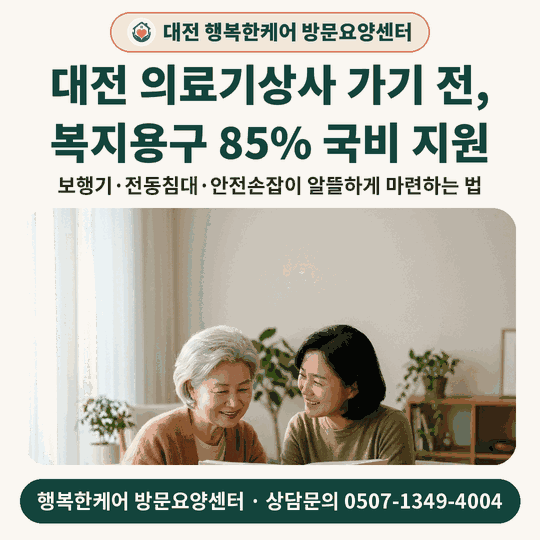 대전 행복한케어 방문요양센터
대전 의료기상사 가기 전,
복지용구 85% 국비 지원
보행기·전동침대·안전손잡이 알뜰하게 마련하는 법
행복한케어 방문요양센터 · 상담문의 0507-1349-4004